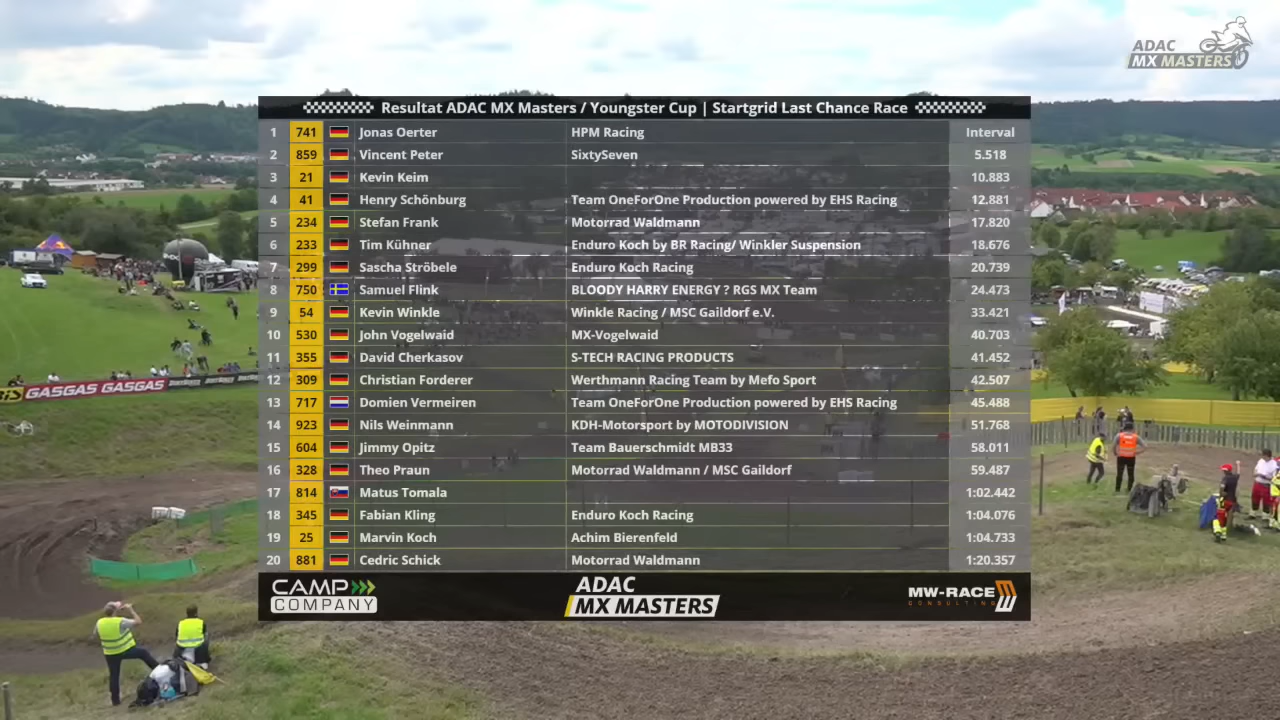 ADAC
MX MASTERS
Resultat ADAC MX Masters / Youngster Cup | Startgrid Last Chance Race
1 741 Jonas Oerter HPM Racing Interval
2 859 Vincent Peter SixtySeven 5.518
3 21 Kevin Keim 10.883
4 41 Henry Schönburg Team OneForOne Production powered by EHS Racing 12.881
5 234 Stefan Frank Motorrad Waldmann 17.820
6 233 Tim Kühner Enduro Koch by BR Racing/ Winkler Suspension 18.676
7 299 Sascha Ströbele Enduro Koch Racing 20.739
8 750 Samuel Flink BLOODY HARRY ENERGY ? RGS MX Team 24.473
9 54 Kevin Winkle Winkle Racing / MSC Gaildorf e.V. 33.421
10 530 John Vogelwaid MX-Vogelwaid 40.703
11 355 David Cherkasov S-TECH RACING PRODUCTS 41.452
12 309 Christian Forderer Werthmann Racing Team by Mefo Sport 42.507
13 717 Domien Vermeiren Team OneForOne Production powered by EHS Racing 45.488
14 923 Nils Weinmann KDH-Motorsport by MOTODIVISION 51.768
15 604 Jimmy Opitz Team Bauerschmidt MB33 58.011
16 328 Theo Praun Motorrad Waldmann / MSC Gaildorf 59.487
17 814 Matus Tomala 1:02.442
18 345 Fabian Kling Enduro Koch Racing 1:04.076
19 25 Marvin Koch Achim Bierenfeld 1:04.733
20 881 Cedric Schick Motorrad Waldmann 1:20.357
GASGAS GASGAS
CAMP
COMPANY
ADAC
MX MASTERS
MW-RACE
CONSULTING